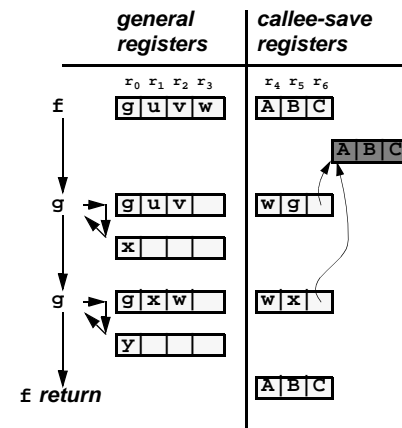 general callee-save
registers registers
r0 r1 r2 r3 r4 r5 r6
f g u v w A B C
A B C
g g u v w g
x
g g x w w x
y
A B C
f return